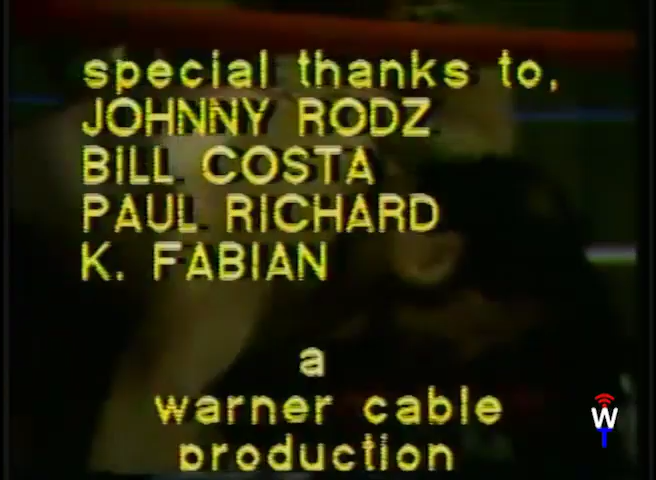 special thanks to,
JOHNNY RODZ
BILL COSTA
PAUL RICHARD
K. FABIAN
a
warner cable
production
W
T